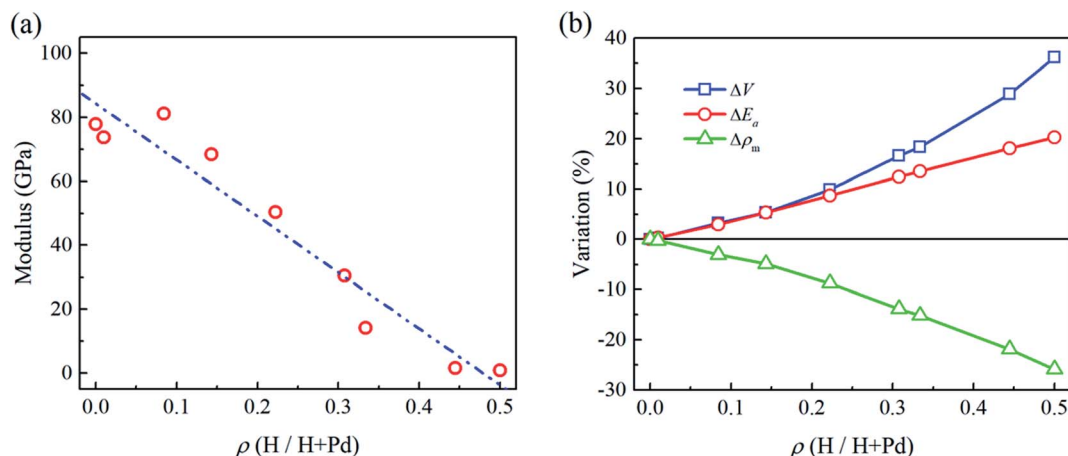 (a)
100
80
60
40
20
0
Modulus (GPa)
0.0 0.1 0.2 0.3 0.4 0.5
ρ (H / H+Pd)
(b)
40
30
20
10
0
-10
-20
-30
Variation (%)
ΔV
ΔEₐ
Δρₘ
0.0 0.1 0.2 0.3 0.4 0.5
ρ (H / H+Pd)